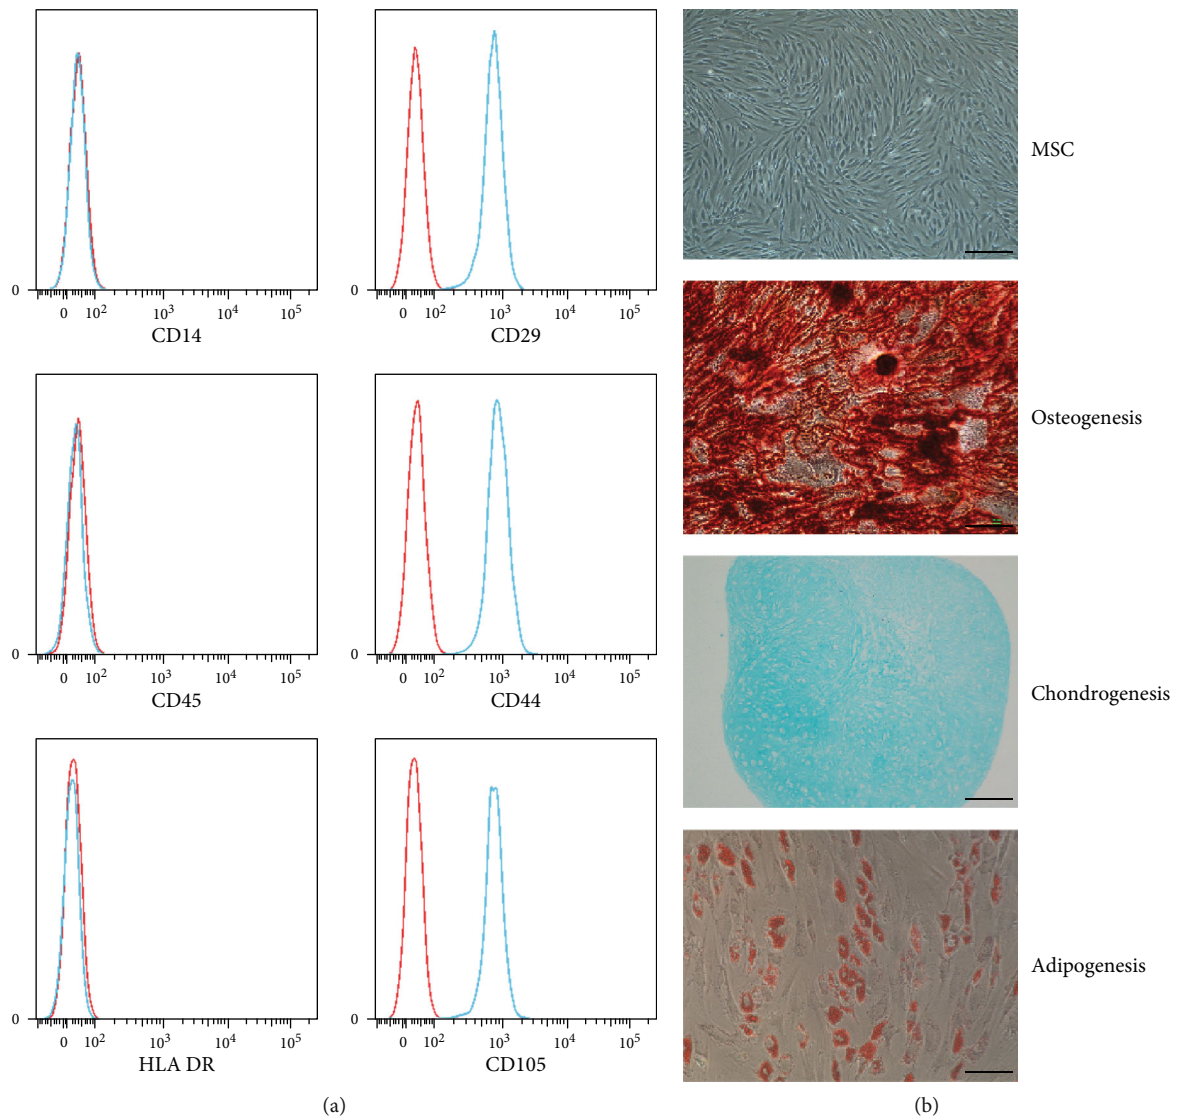 0
0 10² 10³ 10⁴ 10⁵
CD14
0
0 10² 10³ 10⁴ 10⁵
CD29
0
0 10² 10³ 10⁴ 10⁵
CD45
0
0 10² 10³ 10⁴ 10⁵
CD44
0
0 10² 10³ 10⁴ 10⁵
HLA DR
0
0 10² 10³ 10⁴ 10⁵
CD105
(a)
MSC
Osteogenesis
Chondrogenesis
Adipogenesis
(b)